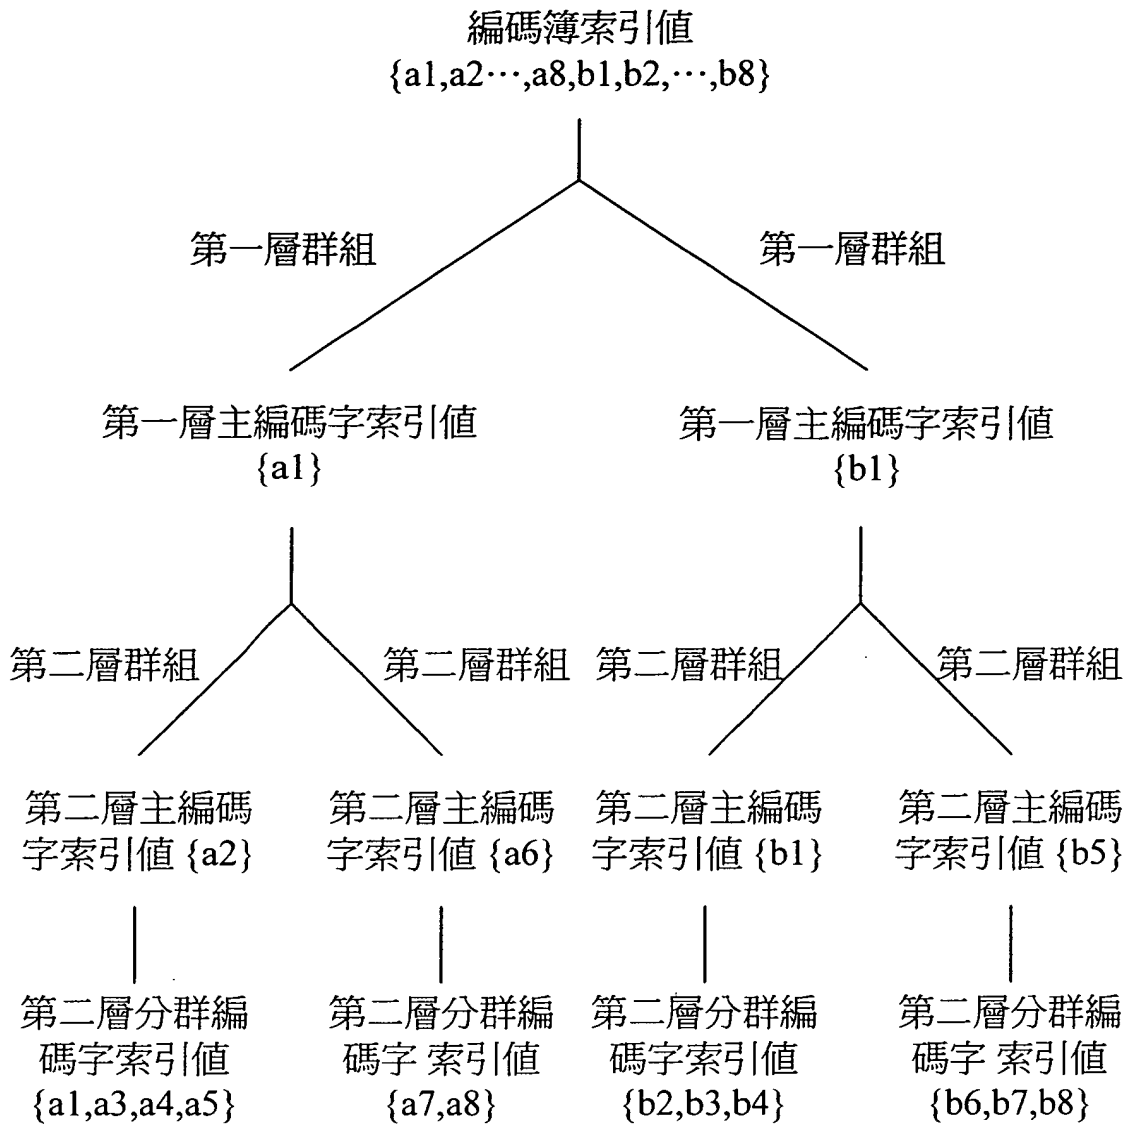 編碼簿索引值
{a1,a2⋯,a8,b1,b2,⋯,b8}
第一層群組
第一層群組
第一層主編碼字索引值
{a1}
第一層主編碼字索引值
{b1}
第二層群組
第二層群組
第二層群組
第二層群組
第二層主編碼
字索引值 {a2}
第二層主編碼
字索引值 {a6}
第二層主編碼
字索引值 {b1}
第二層主編碼
字索引值 {b5}
第二層分群編
碼字索引值
{a1,a3,a4,a5}
第二層分群編
碼字 索引值
{a7,a8}
第二層分群編
碼字索引值
{b2,b3,b4}
第二層分群編
碼字 索引值
{b6,b7,b8}